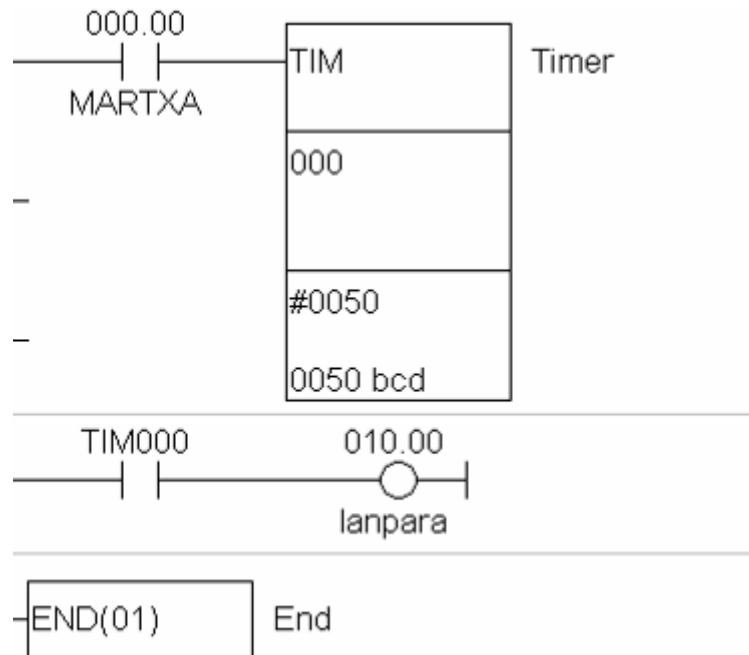 000.00
MARTXA
TIM Timer
000
#0050
0050 bcd
TIM000 010.00
lanpara
END(01) End